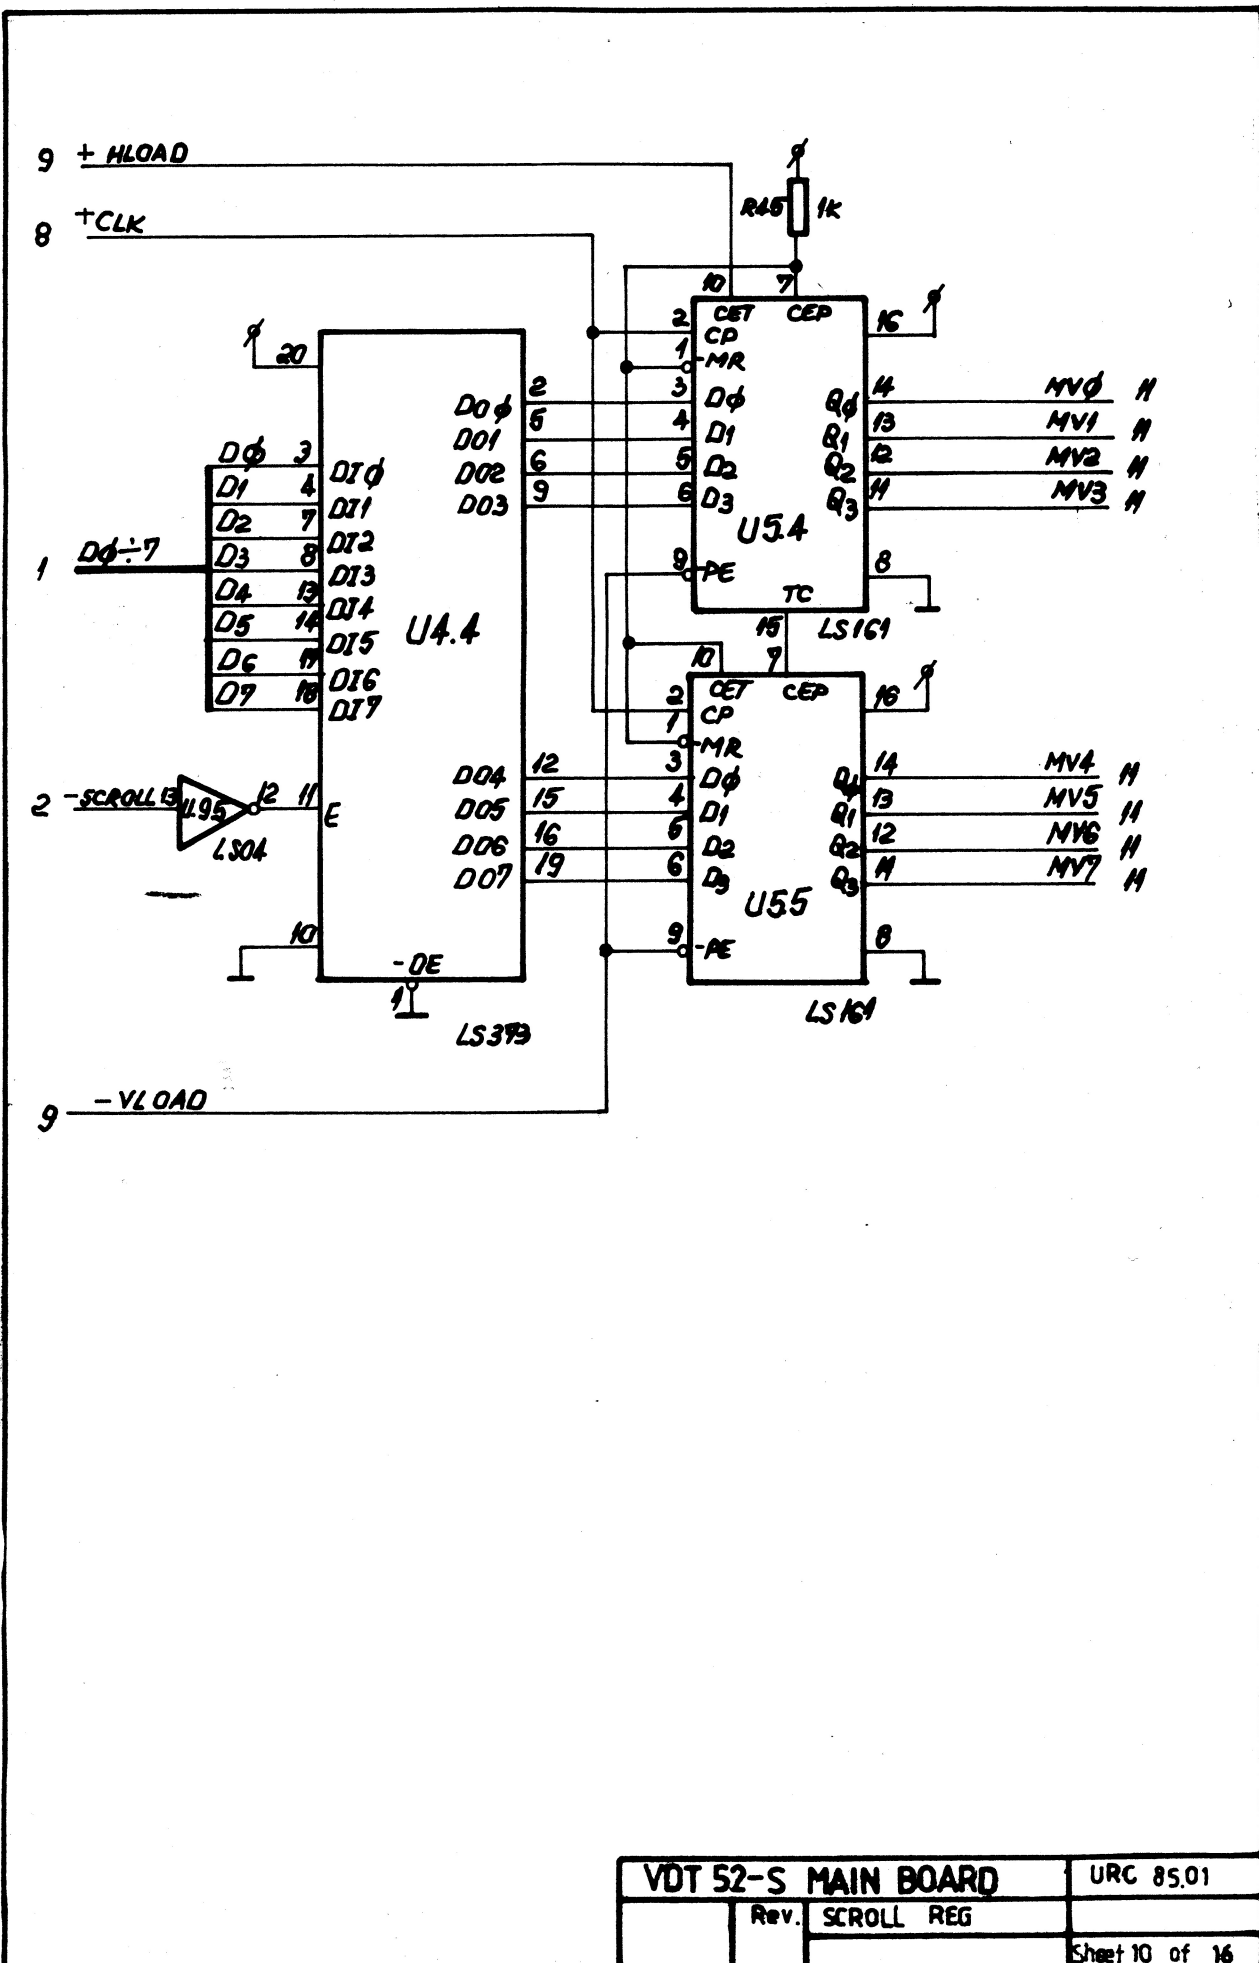 9 + HLOAD
R45 1K
8 +CLK
10 7
CET CEP
2 CP 16
1 -MR
20
DOφ 2 3 Dφ Qφ 14 MVφ 11
DO1 5 4 D1 Q1 13 MV1 11
Dφ 3 DIφ DO2 6 5 D2 Q2 12 MV2 11
D1 4 DI1 DO3 9 6 D3 Q3 11 MV3 11
D2 7 DI2 U5.4
1 Dφ÷7 D3 8 DI3 9 -PE 8
D4 13 DI4 TC
D5 14 DI5 U4.4 15 LS161
D6 17 DI6 10 7
D7 18 DI7 CET CEP
2 CP 16
1 -MR
DO4 12 3 Dφ Qφ 14 MV4 11
2 -SCROLL 13 U9.5 12 11 E DO5 15 4 D1 Q1 13 MV5 11
LS04 DO6 16 5 D2 Q2 12 MV6 11
DO7 19 6 D3 Q3 11 MV7 11
U5.5
10 9 -PE 8
-OE
1 LS373 LS161
9 -VLOAD
VDT 52-S MAIN BOARD URC 85.01
Rev. SCROLL REG
Sheet 10 of 16